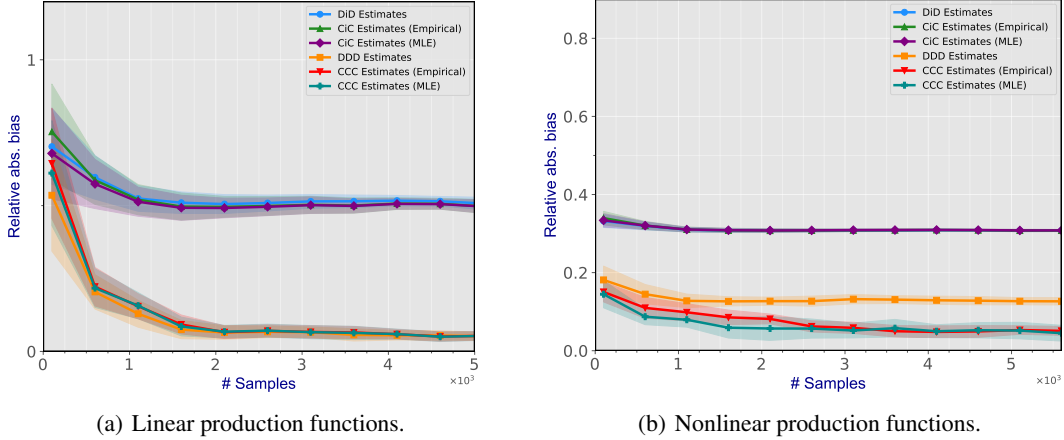 DiD Estimates
CiC Estimates (Empirical)
CiC Estimates (MLE)
DDD Estimates
CCC Estimates (Empirical)
CCC Estimates (MLE)
1
0
Relative abs. bias
0 1 2 3 4 5
×10³
# Samples
(a) Linear production functions.
DiD Estimates
CiC Estimates (Empirical)
CiC Estimates (MLE)
DDD Estimates
CCC Estimates (Empirical)
CCC Estimates (MLE)
0.8
0.6
0.4
0.2
0.0
Relative abs. bias
0 1 2 3 4 5
×10³
# Samples
(b) Nonlinear production functions.